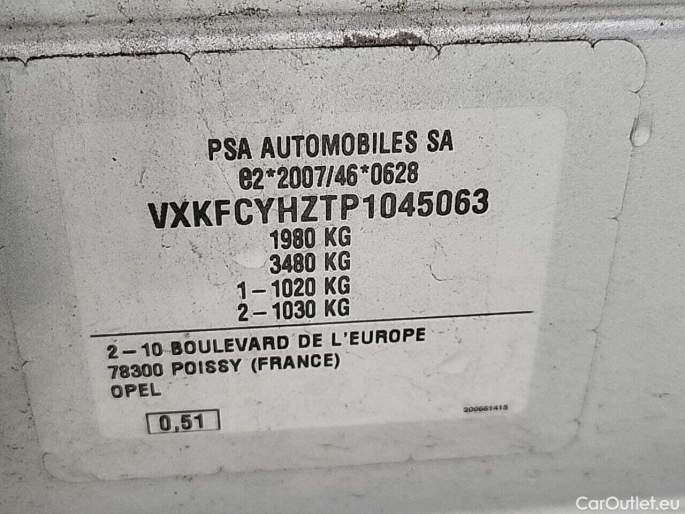 PSA AUTOMOBILES SA
e2*2007/46*0628
VXKFCYHZTP1045063
1980 KG
3480 KG
1-1020 KG
2-1030 KG
2-10 BOULEVARD DE L'EUROPE
78300 POISSY (FRANCE)
OPEL
0,51
200661415
CarOutlet.eu